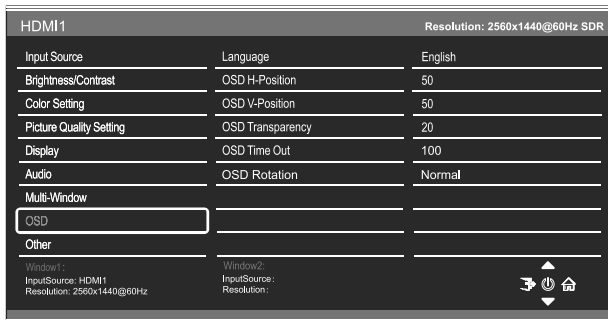 HDMI1 Resolution: 2560x1440@60Hz SDR
Input Source Language English
Brightness/Contrast OSD H-Position 50
Color Setting OSD V-Position 50
Picture Quality Setting OSD Transparency 20
Display OSD Time Out 100
Audio OSD Rotation Normal
Multi-Window
OSD
Other
Window1: Window2:
InputSource: HDMI1 InputSource:
Resolution: 2560x1440@60Hz Resolution: